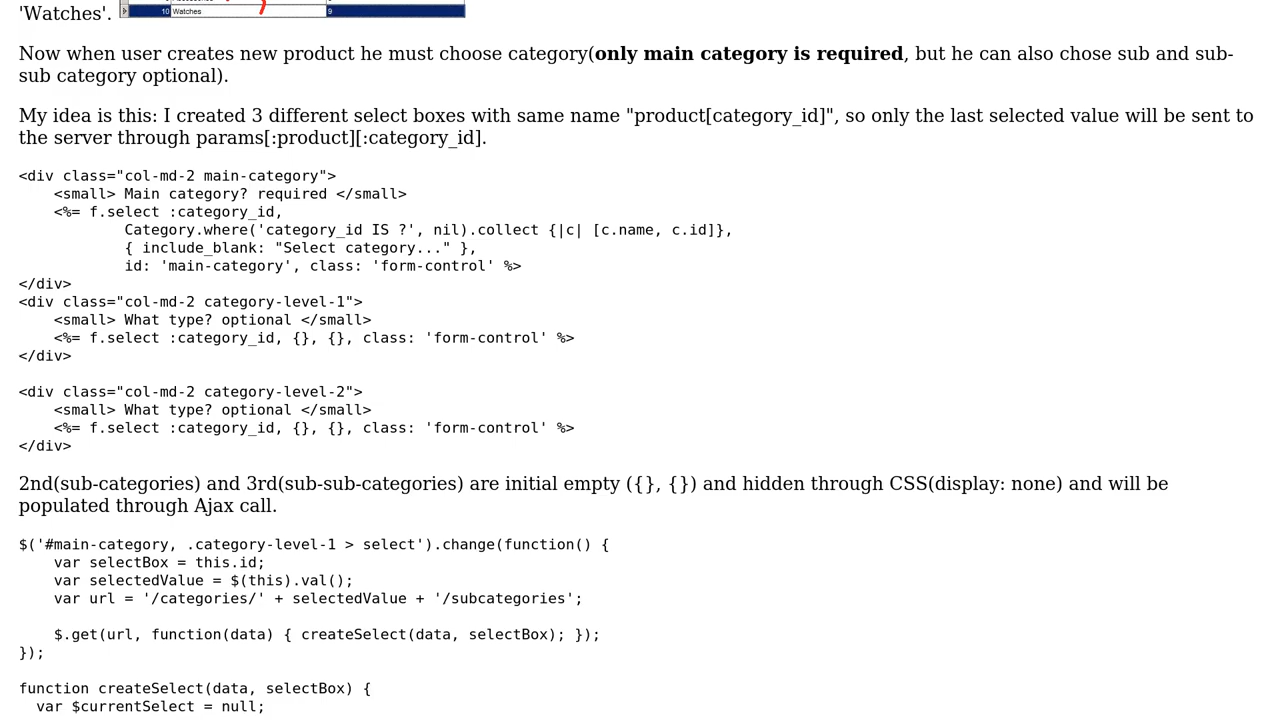 'Watches'. 10 Watches 9
Now when user creates new product he must choose category(only main category is required, but he can also chose sub and sub-
sub category optional).
My idea is this: I created 3 different select boxes with same name "product[category_id]", so only the last selected value will be sent to
the server through params[:product][:category_id].
<div class="col-md-2 main-category">
    <small> Main category? required </small>
    <%= f.select :category_id,
            Category.where('category_id IS ?', nil).collect {|c| [c.name, c.id]},
            { include_blank: "Select category..." },
            id: 'main-category', class: 'form-control' %>
</div>
<div class="col-md-2 category-level-1">
    <small> What type? optional </small>
    <%= f.select :category_id, {}, {}, class: 'form-control' %>
</div>
<div class="col-md-2 category-level-2">
    <small> What type? optional </small>
    <%= f.select :category_id, {}, {}, class: 'form-control' %>
</div>
2nd(sub-categories) and 3rd(sub-sub-categories) are initial empty ({}, {}) and hidden through CSS(display: none) and will be
populated through Ajax call.
$('#main-category, .category-level-1 > select').change(function() {
    var selectBox = this.id;
    var selectedValue = $(this).val();
    var url = '/categories/' + selectedValue + '/subcategories';
    $.get(url, function(data) { createSelect(data, selectBox); });
});
function createSelect(data, selectBox) {
  var $currentSelect = null;